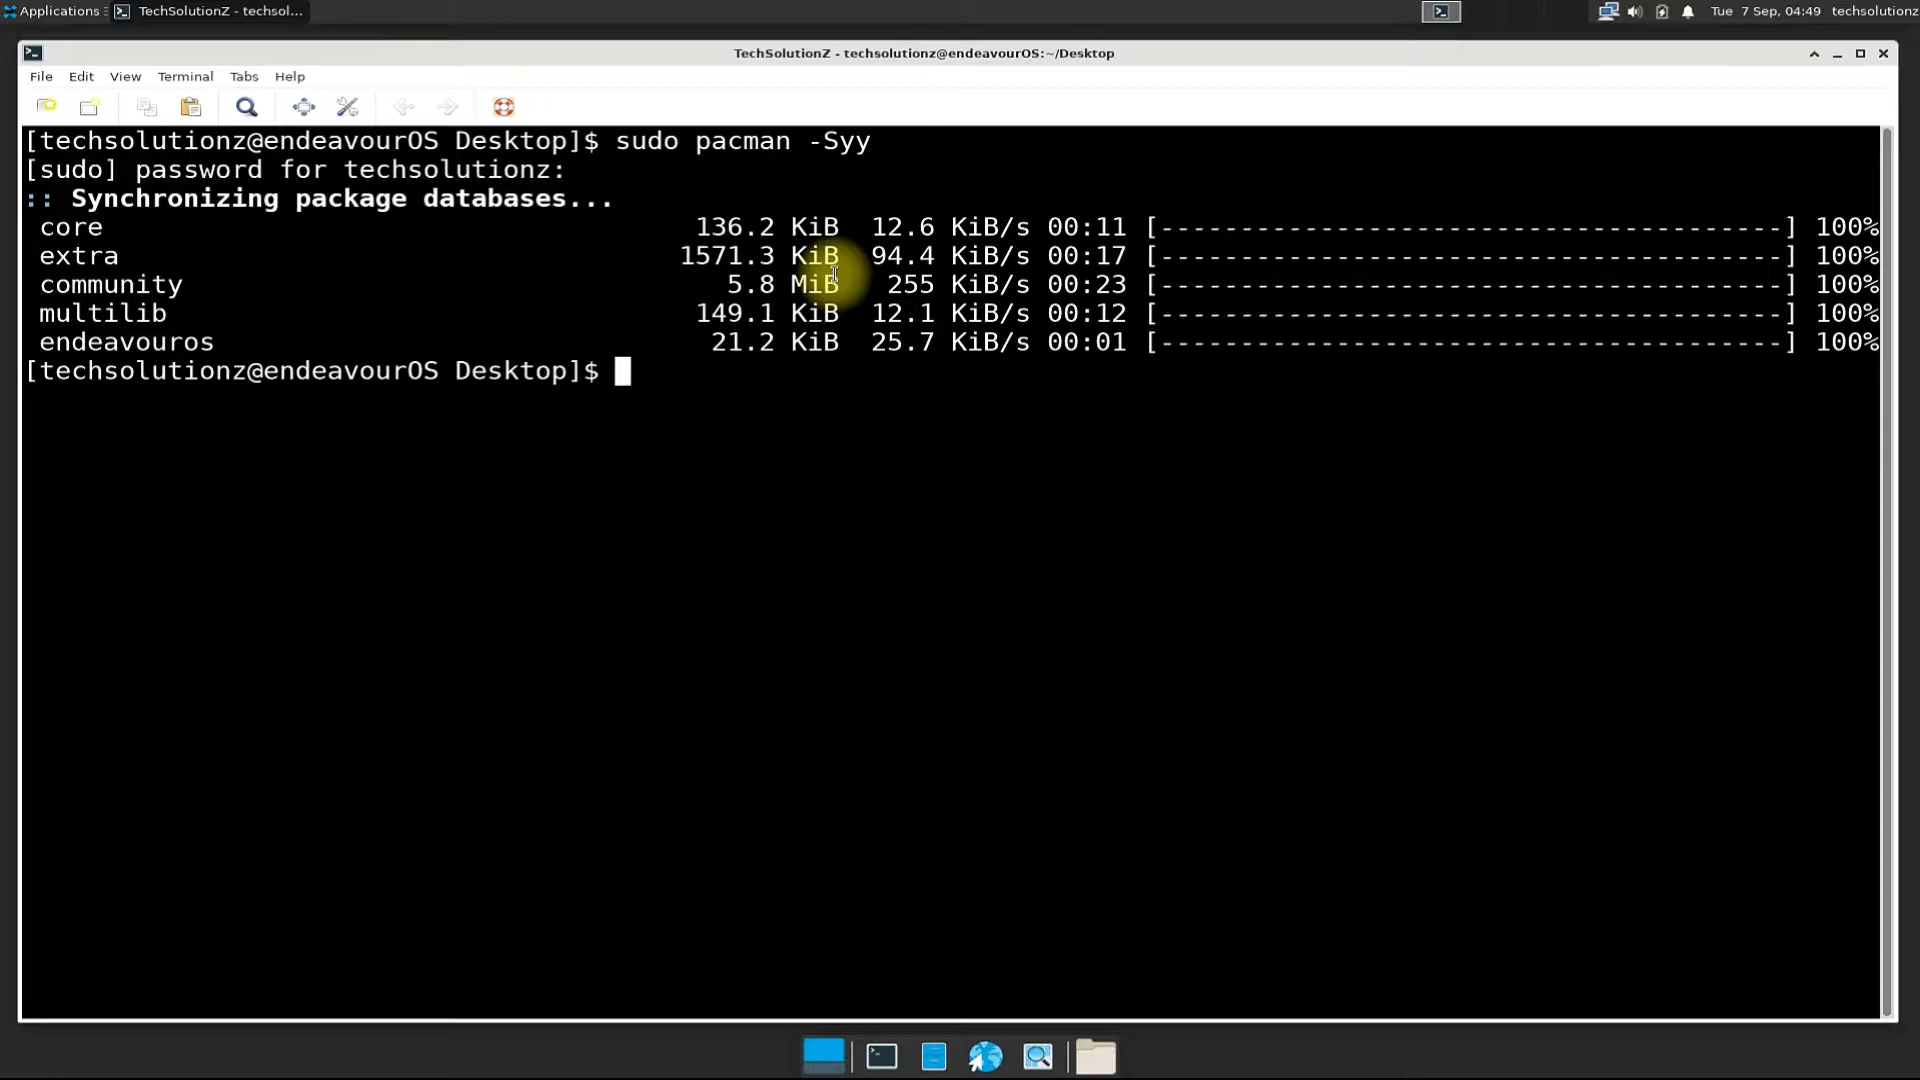 Applications
TechSolutionZ - techsol...
Tue 7 Sep, 04:49 techsolutionz
TechSolutionZ - techsolutionz@endeavourOS:~/Desktop
File Edit View Terminal Tabs Help
[techsolutionz@endeavourOS Desktop]$ sudo pacman -Syy
[sudo] password for techsolutionz:
:: Synchronizing package databases...
core 136.2 KiB 12.6 KiB/s 00:11 [---------------------------------------] 100%
extra 1571.3 KiB 94.4 KiB/s 00:17 [---------------------------------------] 100%
community 5.8 MiB 255 KiB/s 00:23 [---------------------------------------] 100%
multilib 149.1 KiB 12.1 KiB/s 00:12 [---------------------------------------] 100%
endeavouros 21.2 KiB 25.7 KiB/s 00:01 [---------------------------------------] 100%
[techsolutionz@endeavourOS Desktop]$